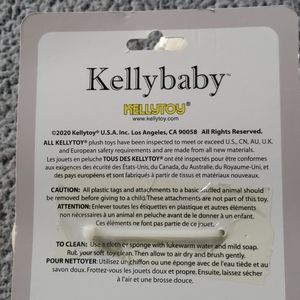 Kellybaby™
KELLYTOY®
www.kellytoy.com
©2020 Kellytoy® U.S.A. Inc. Los Angeles, CA 90058 All Rights Reserved.
ALL KELLYTOY® plush toys have been inspected to meet or exceed U.S., CN, AU, U.K.
and European safety requirements and are made from all new materials.
Les jouets en peluche TOUS DES KELLYTOY® ont été inspectés pour être conformes
aux exigences des écurité des États-Unis, du Canada, du Australie, du Royaume-Uni, et
des pays européens et sont fabriqués à partir de tissus et matériaux nouveaux.
CAUTION: All plastic tags and attachments to a basic stuffed animal should
be removed before giving to a child. These attachments are not part of this toy.
ATTENTION: Enlever toutes les étiquettes en plastique et autres éléments
non nécessaires à un animal en peluche avant de le donner à un enfant.
Ces éléments ne font pas partie de ce jouet.
TO CLEAN: Use a cloth or sponge with lukewarm water and mild soap.
Rub your soft toy clean. Then allow to air dry and brush gently.
POUR NETTOYER: Utilisez un chiffon ou une éponge avec de l'eau tiède et au
savon doux. Frottez-vous les jouets doux et propre. Ensuite, laissez sécher
à l'air et une brosse douce.